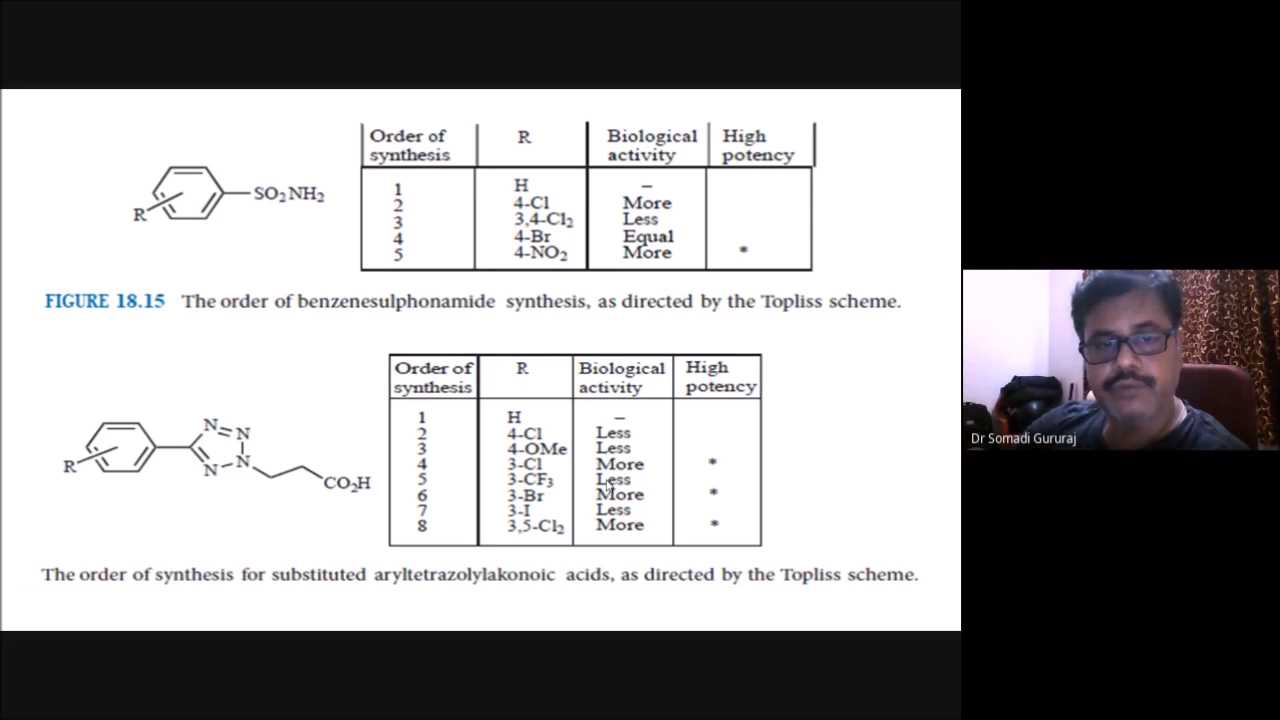 Order of synthesis R Biological activity High potency
1 H –
2 4-Cl More
3 3,4-Cl2 Less
4 4-Br Equal
5 4-NO2 More *
R SO2NH2
FIGURE 18.15 The order of benzenesulphonamide synthesis, as directed by the Topliss scheme.
Order of synthesis R Biological activity High potency
1 H –
2 4-Cl Less
3 4-OMe Less
4 3-Cl More *
5 3-CF3 Less
6 3-Br More *
7 3-I Less
8 3,5-Cl2 More *
R N N N N CO2H
The order of synthesis for substituted aryltetrazolylakonoic acids, as directed by the Topliss scheme.
Dr Somadi Gururaj